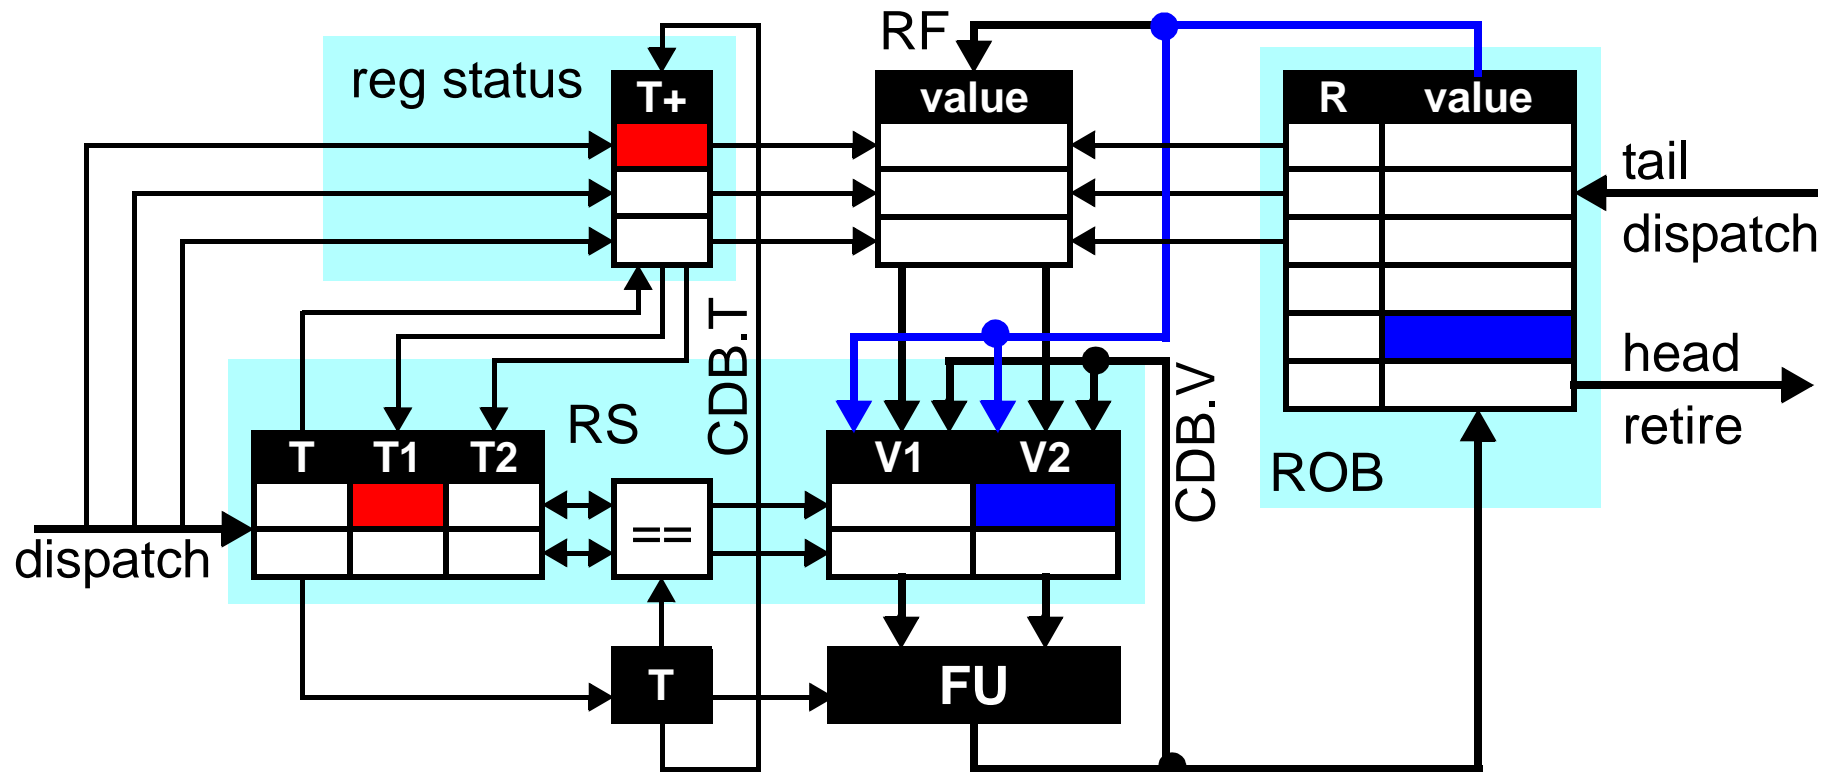 RF
reg status
T+
value
R value
tail
dispatch
CDB.T
head
retire
CDB.V
RS
ROB
T T1 T2
V1 V2
==
dispatch
T
FU